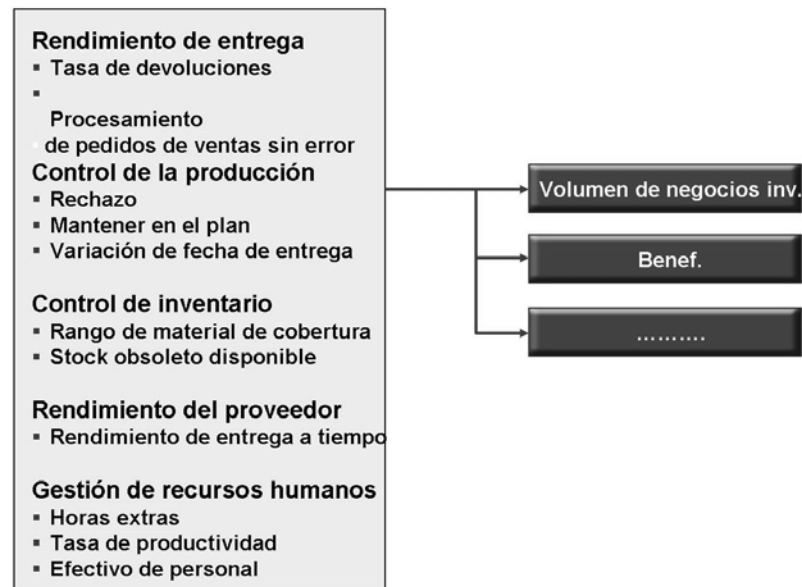 Rendimiento de entrega
▪ Tasa de devoluciones
▪
Procesamiento
de pedidos de ventas sin error
Control de la producción
▪ Rechazo
▪ Mantener en el plan
▪ Variación de fecha de entrega
Control de inventario
▪ Rango de material de cobertura
▪ Stock obsoleto disponible
Rendimiento del proveedor
▪ Rendimiento de entrega a tiempo
Gestión de recursos humanos
▪ Horas extras
▪ Tasa de productividad
▪ Efectivo de personal
Volumen de negocios inv.
Benef.
……….